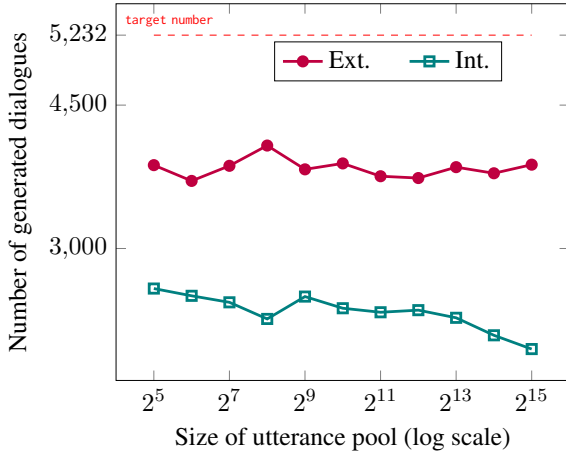 target number
5,232
Ext. Int.
4,500
3,000
Number of generated dialogues
2^5 2^7 2^9 2^11 2^13 2^15
Size of utterance pool (log scale)